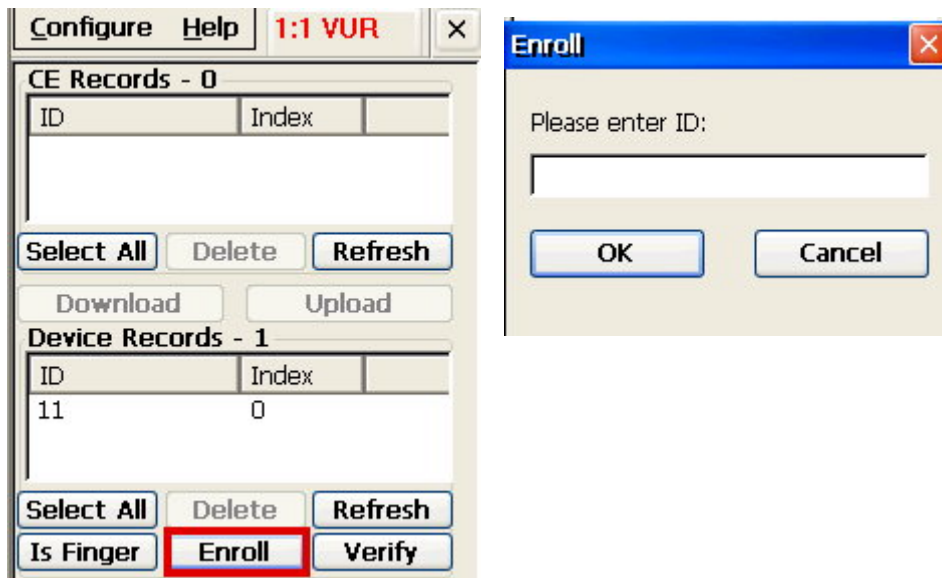 Configure Help 1:1 VUR
CE Records - 0
ID Index
Select All Delete Refresh
Download Upload
Device Records - 1
ID Index
11 0
Select All Delete Refresh
Is Finger Enroll Verify
Enroll
Please enter ID:
OK Cancel